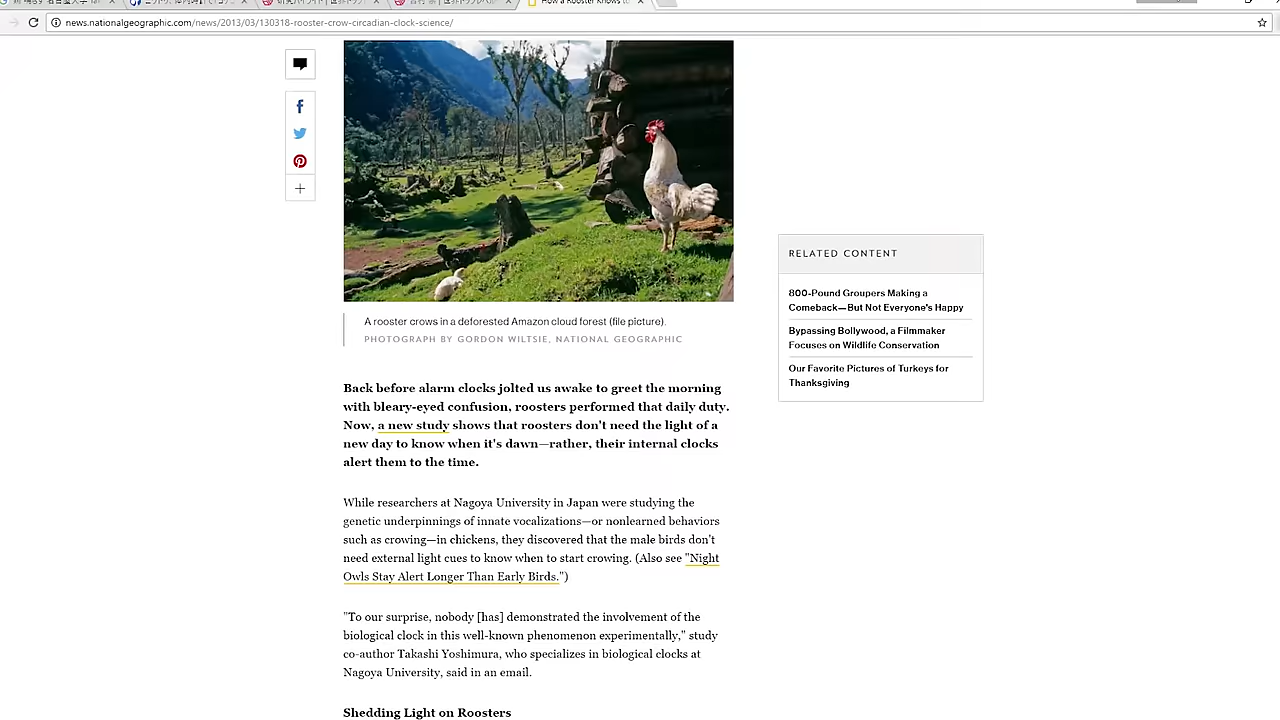 How a Rooster Knows to
news.nationalgeographic.com/news/2013/03/130318-rooster-crow-circadian-clock-science/
A rooster crows in a deforested Amazon cloud forest (file picture).
PHOTOGRAPH BY GORDON WILTSIE, NATIONAL GEOGRAPHIC
Back before alarm clocks jolted us awake to greet the morning
with bleary-eyed confusion, roosters performed that daily duty.
Now, a new study shows that roosters don't need the light of a
new day to know when it's dawn—rather, their internal clocks
alert them to the time.
While researchers at Nagoya University in Japan were studying the
genetic underpinnings of innate vocalizations—or nonlearned behaviors
such as crowing—in chickens, they discovered that the male birds don't
need external light cues to know when to start crowing. (Also see "Night
Owls Stay Alert Longer Than Early Birds.")
"To our surprise, nobody [has] demonstrated the involvement of the
biological clock in this well-known phenomenon experimentally," study
co-author Takashi Yoshimura, who specializes in biological clocks at
Nagoya University, said in an email.
Shedding Light on Roosters
RELATED CONTENT
800-Pound Groupers Making a
Comeback—But Not Everyone's Happy
Bypassing Bollywood, a Filmmaker
Focuses on Wildlife Conservation
Our Favorite Pictures of Turkeys for
Thanksgiving